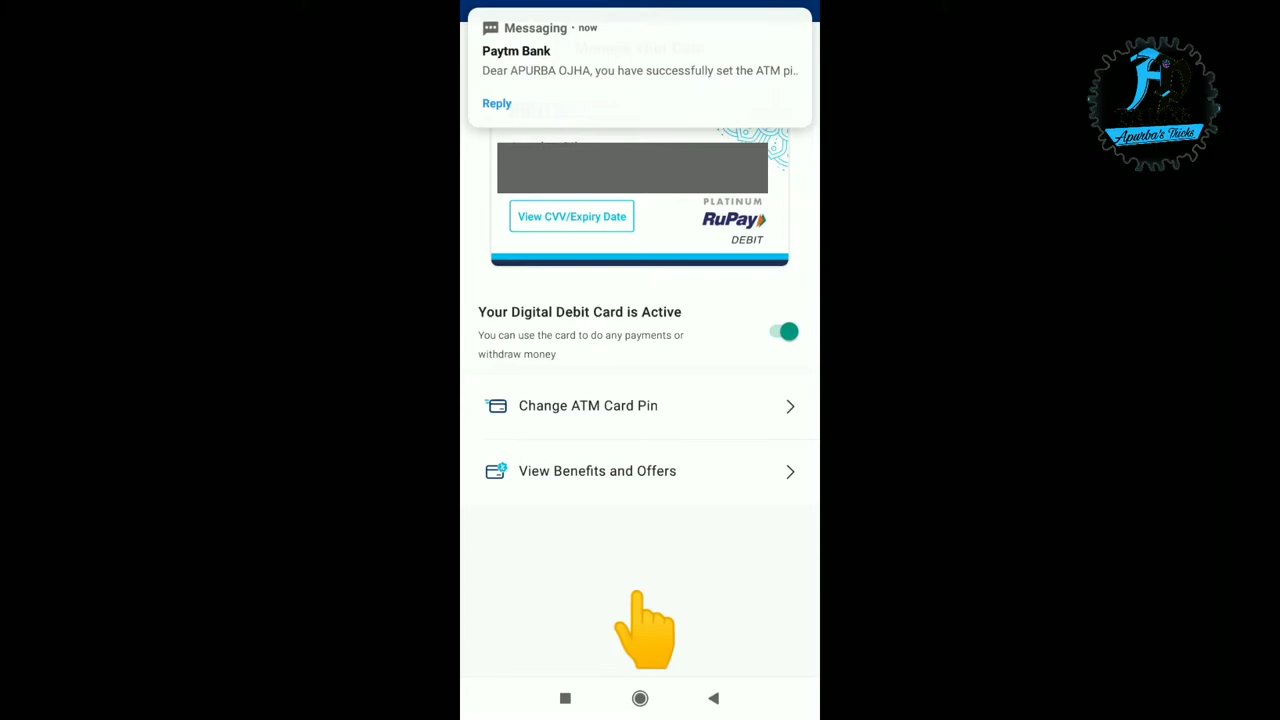 Messaging • now
Paytm Bank
Dear APURBA OJHA, you have successfully set the ATM pi..
Reply
View CVV/Expiry Date
PLATINUM
RuPay
DEBIT
Your Digital Debit Card is Active
You can use the card to do any payments or
withdraw money
Change ATM Card Pin
View Benefits and Offers
Apurba's Tricks